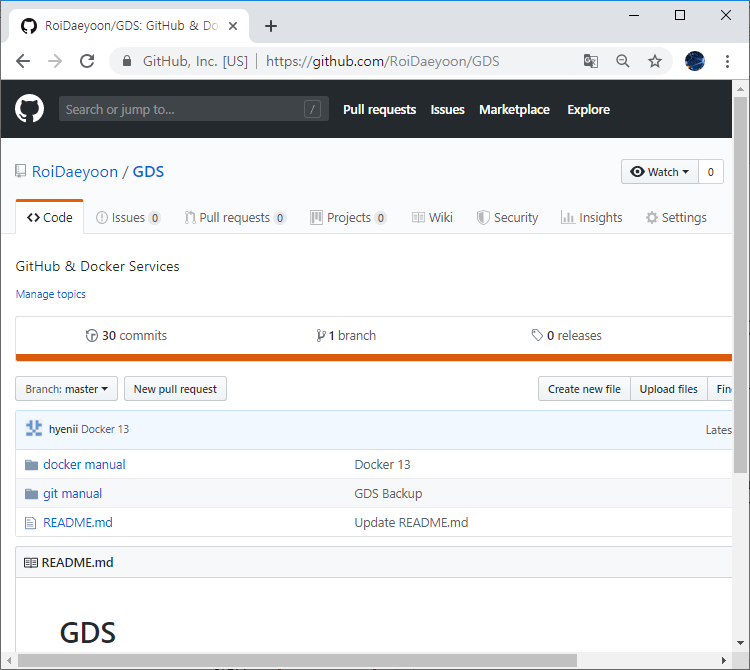 RoiDaeyoon/GDS: GitHub & Do
GitHub, Inc. [US] | https://github.com/RoiDaeyoon/GDS
Search or jump to... / Pull requests Issues Marketplace Explore
RoiDaeyoon / GDS Watch 0
Code Issues 0 Pull requests 0 Projects 0 Wiki Security Insights Settings
GitHub & Docker Services
Manage topics
30 commits 1 branch 0 releases
Branch: master New pull request Create new file Upload files Fin
hyenii Docker 13 Lates
docker manual Docker 13
git manual GDS Backup
README.md Update README.md
README.md
GDS